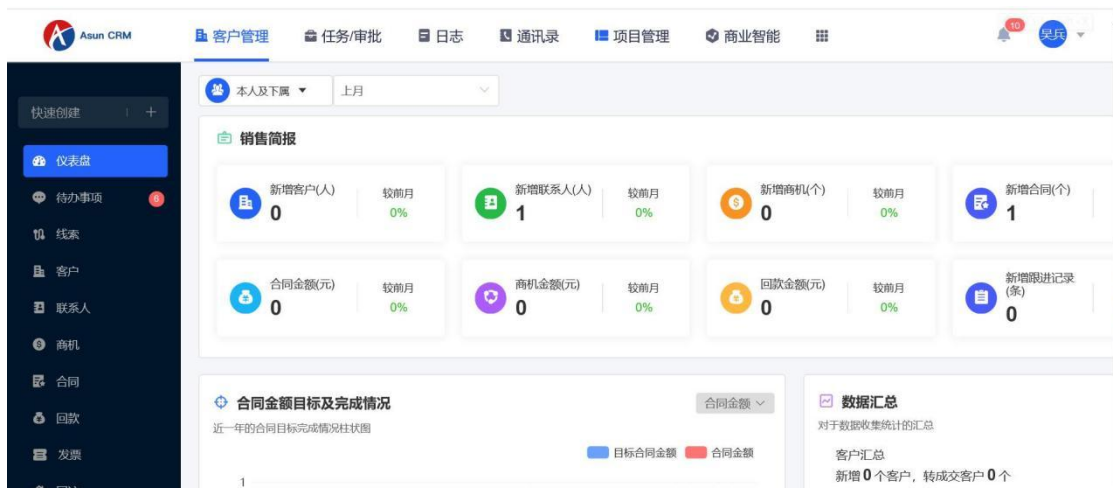 Asun CRM
客户管理
任务/审批
日志
通讯录
项目管理
商业智能
10
吴兵
快速创建
仪表盘
待办事项
6
线索
客户
联系人
商机
合同
回款
发票
本人及下属
上月
销售简报
新增客户(人)
0
较前月
0%
新增联系人(人)
1
较前月
0%
新增商机(个)
0
较前月
0%
新增合同(个)
1
合同金额(元)
0
较前月
0%
商机金额(元)
0
较前月
0%
回款金额(元)
0
较前月
0%
新增跟进记录
(条)
0
合同金额目标及完成情况
合同金额
近一年的合同目标完成情况柱状图
目标合同金额
合同金额
1
数据汇总
对于数据收集统计的汇总
客户汇总
新增 0 个客户，转成交客户 0 个